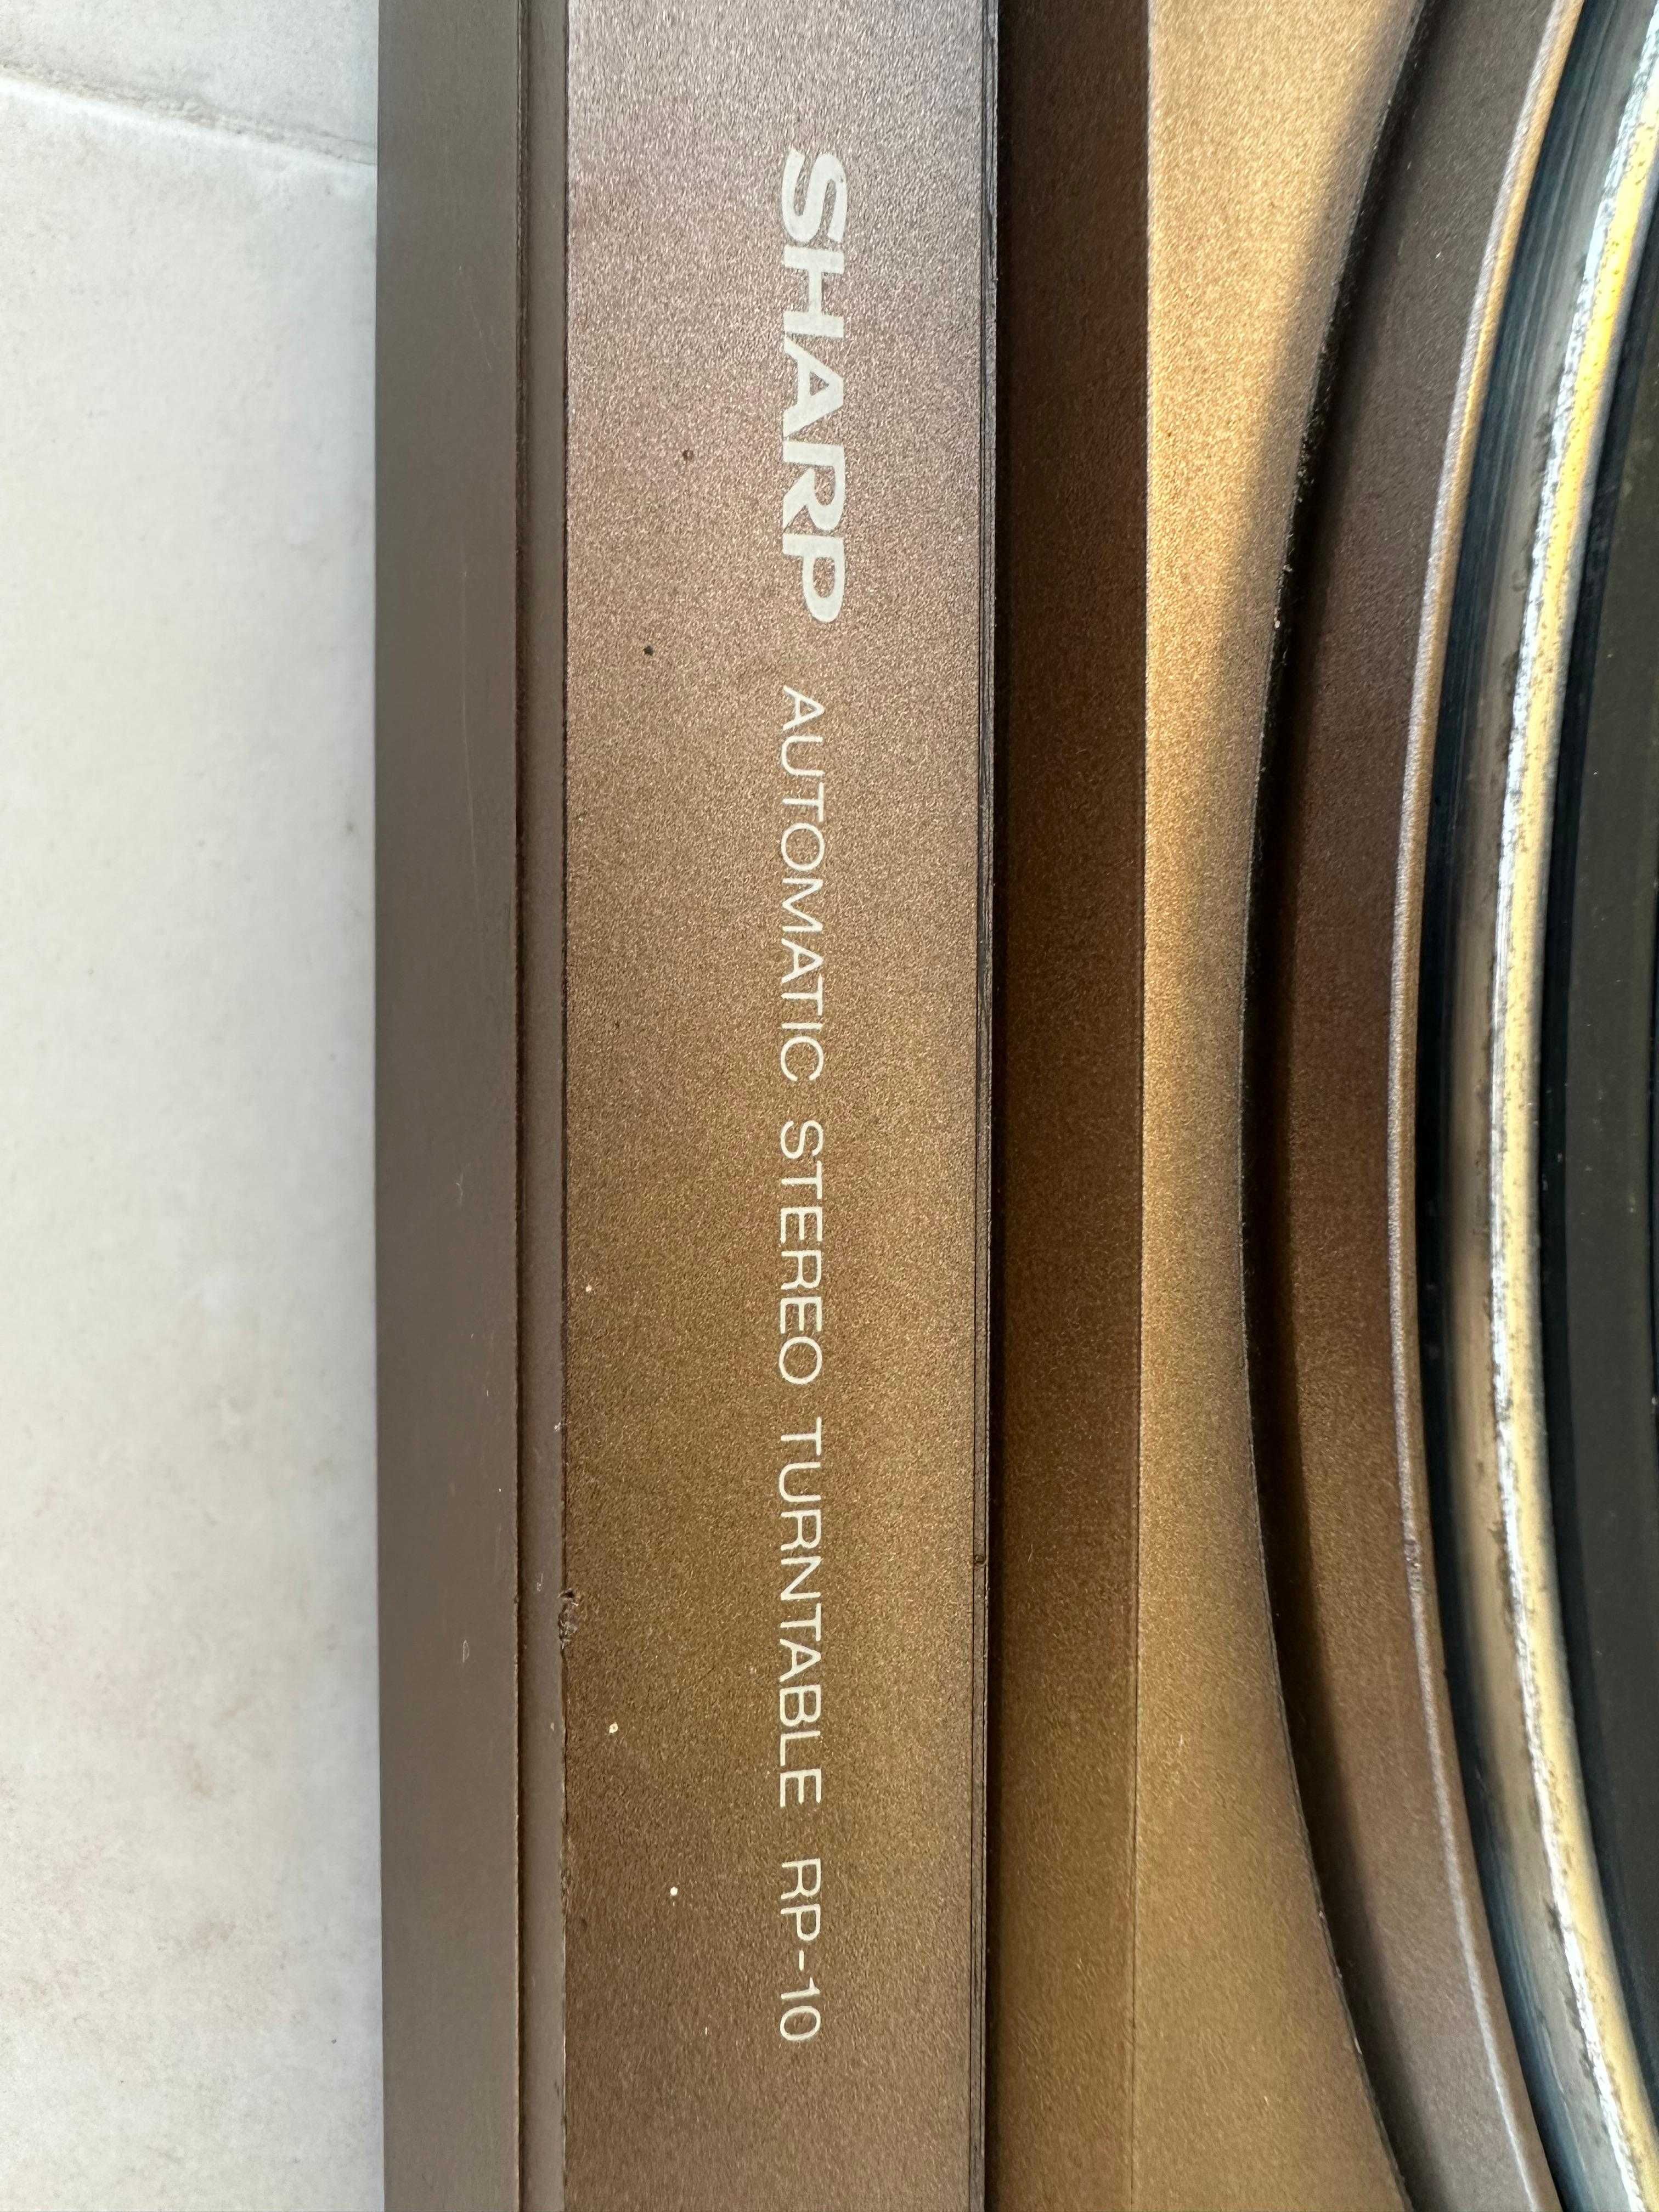 SHARP AUTOMATIC STEREO TURNTABLE RP-10